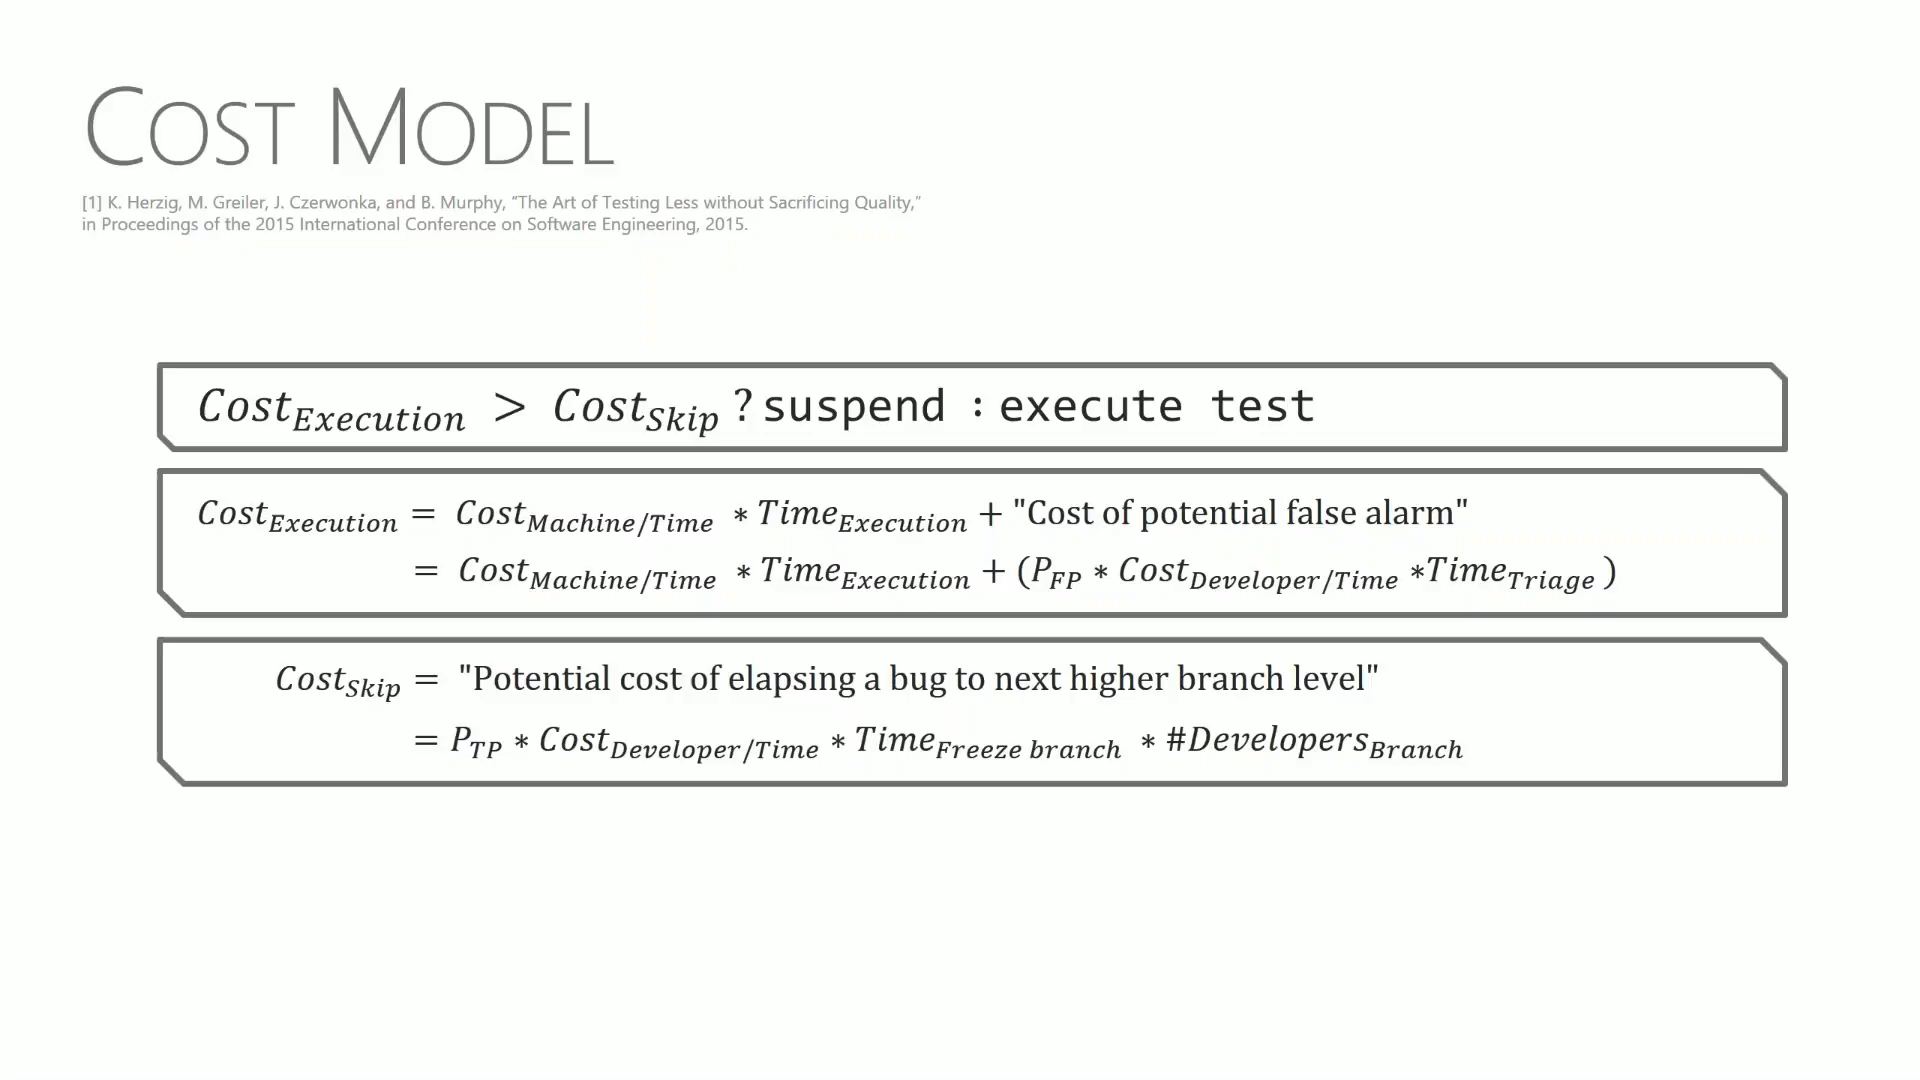 COST MODEL
[1] K. Herzig, M. Greiler, J. Czerwonka, and B. Murphy, “The Art of Testing Less without Sacrificing Quality,”
in Proceedings of the 2015 International Conference on Software Engineering, 2015.
Cost_Execution > Cost_Skip ? suspend : execute test
Cost_Execution = Cost_Machine/Time * Time_Execution + "Cost of potential false alarm"
= Cost_Machine/Time * Time_Execution + (P_FP * Cost_Developer/Time *Time_Triage )
Cost_Skip = "Potential cost of elapsing a bug to next higher branch level"
= P_TP * Cost_Developer/Time * Time_Freeze branch * #Developers_Branch